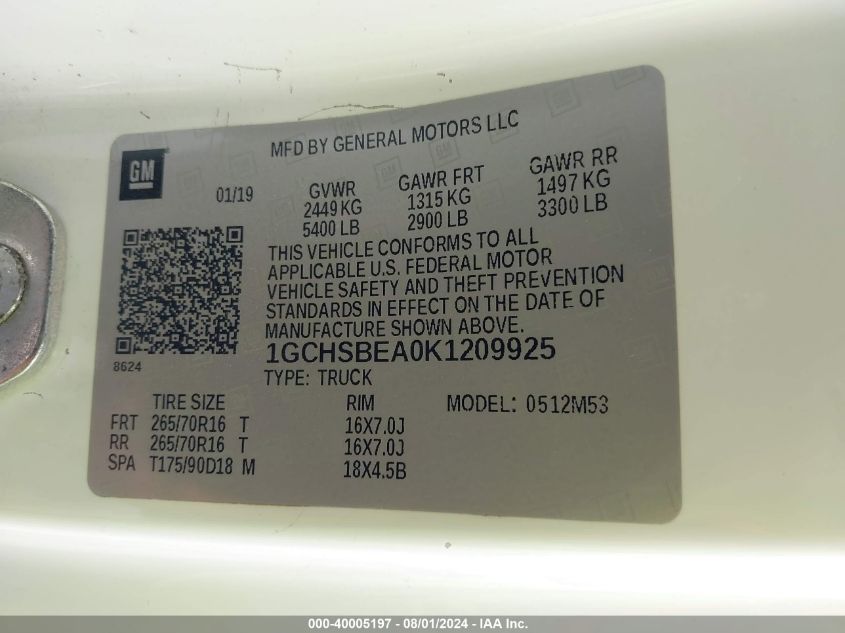 MFD BY GENERAL MOTORS LLC
GM
01/19
GVWR GAWR FRT GAWR RR
2449 KG 1315 KG 1497 KG
5400 LB 2900 LB 3300 LB
THIS VEHICLE CONFORMS TO ALL
APPLICABLE U.S. FEDERAL MOTOR
VEHICLE SAFETY AND THEFT PREVENTION
STANDARDS IN EFFECT ON THE DATE OF
MANUFACTURE SHOWN ABOVE.
8624
1GCHSBEA0K1209925
TYPE: TRUCK
TIRE SIZE RIM MODEL: 0512M53
FRT 265/70R16 T 16X7.0J
RR 265/70R16 T 16X7.0J
SPA T175/90D18 M 18X4.5B
000-40005197 - 08/01/2024 - IAAI.com.